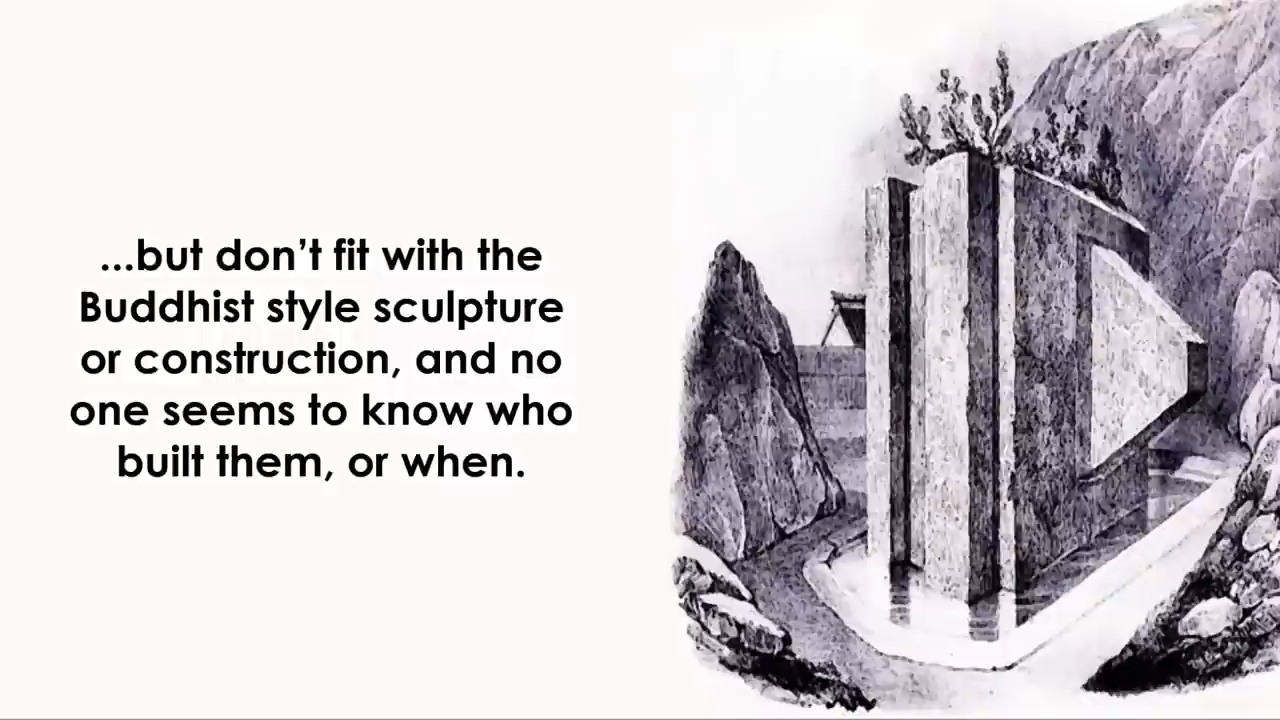 ...but don’t fit with the
Buddhist style sculpture
or construction, and no
one seems to know who
built them, or when.